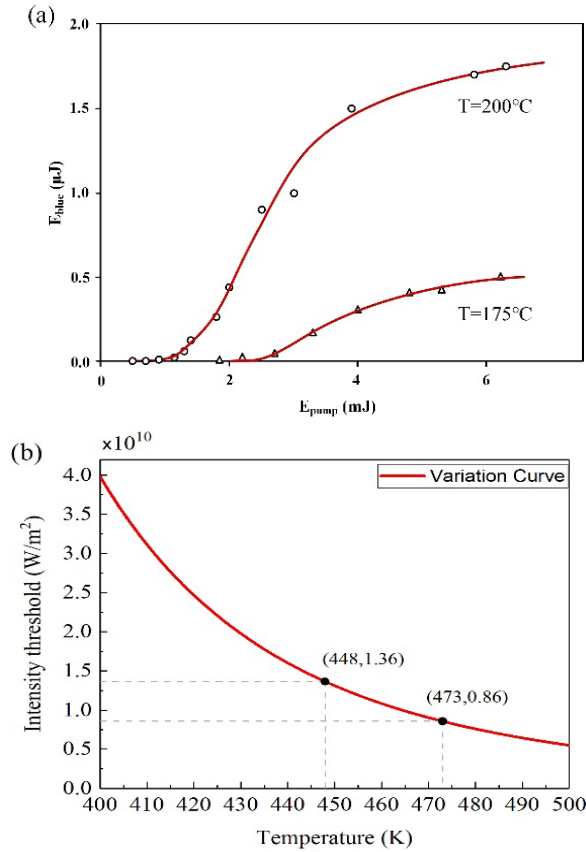 (a)
2.0
1.5
1.0
0.5
0.0
E_blue (μJ)
T=200°C
T=175°C
0 2 4 6
E_pump (mJ)
(b)
×10¹⁰
4.0
3.5
3.0
2.5
2.0
1.5
1.0
0.5
0.0
Intensity threshold (W/m²)
Variation Curve
(448,1.36)
(473,0.86)
400 410 420 430 440 450 460 470 480 490 500
Temperature (K)